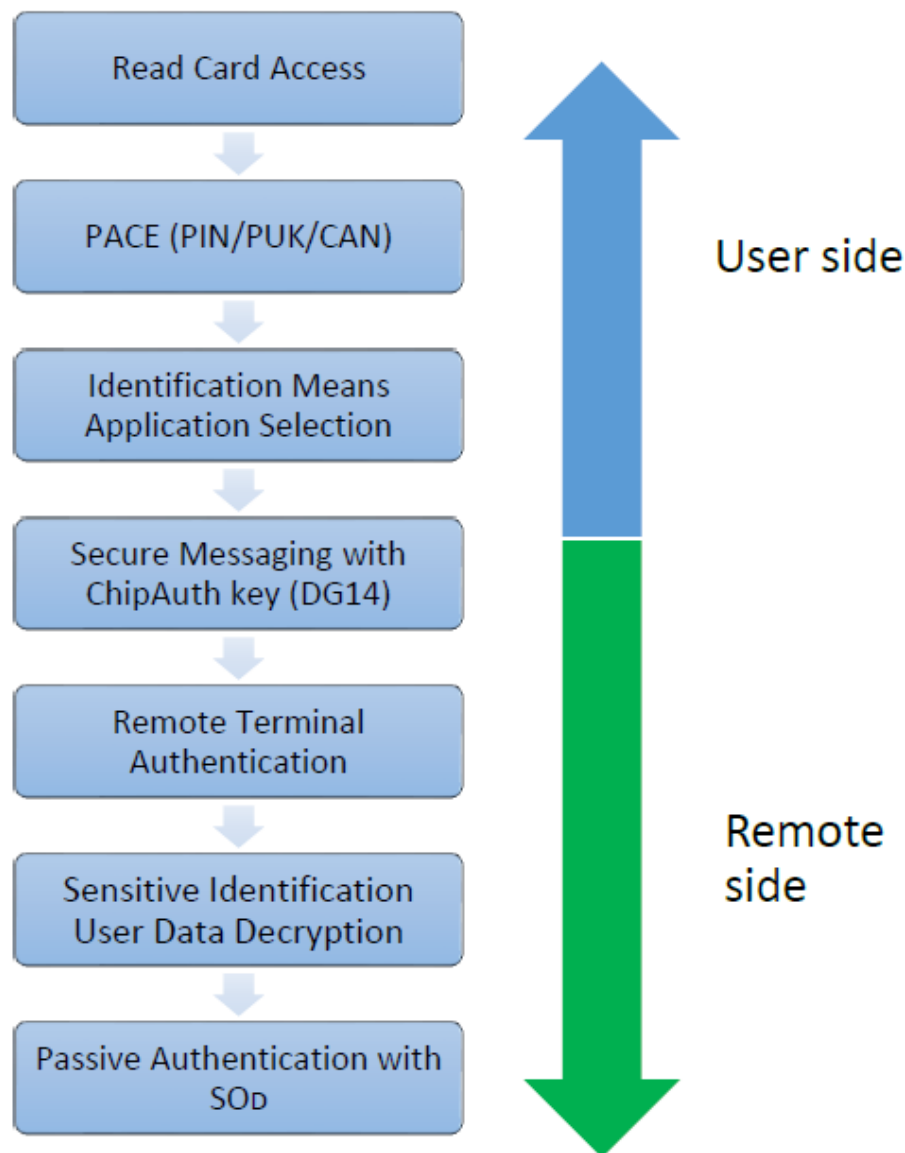 Read Card Access
PACE (PIN/PUK/CAN)
User side
Identification Means
Application Selection
Secure Messaging with
ChipAuth key (DG14)
Remote Terminal
Authentication
Remote
side
Sensitive Identification
User Data Decryption
Passive Authentication with
SOD